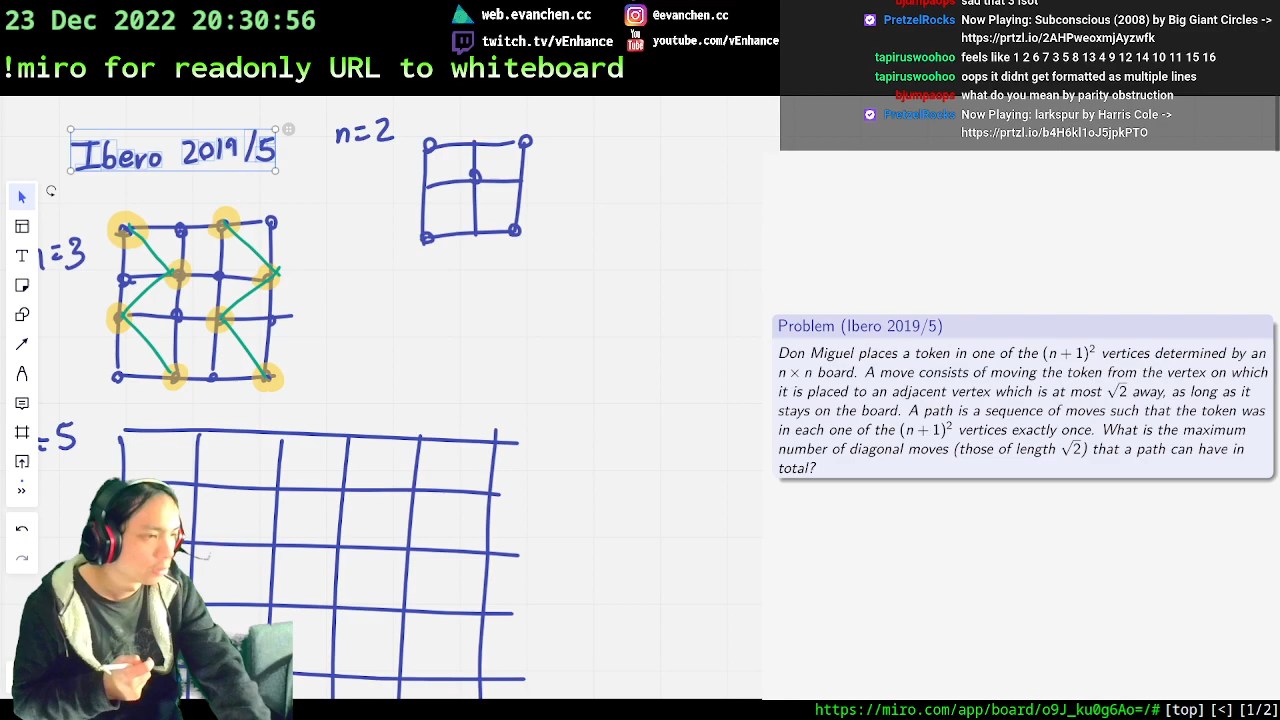 23 Dec 2022 20:30:56
web.evanchen.cc
@evanchen.cc
twitch.tv/vEnhance
youtube.com/vEnhance
!miro for readonly URL to whiteboard
PretzelRocks Now Playing: Subconscious (2008) by Big Giant Circles ->
https://prtzl.io/2AHPweoxmjAyzwfk
tapiruswoohoo feels like 1 2 6 7 3 5 8 13 4 9 12 14 10 11 15 16
tapiruswoohoo oops it didnt get formatted as multiple lines
bjumpaops what do you mean by parity obstruction
PretzelRocks Now Playing: larkspur by Harris Cole ->
https://prtzl.io/b4H6kl1oJ5jpkPTO
Ibero 2019/5
n=2
=3
=5
Problem (Ibero 2019/5)
Don Miguel places a token in one of the (n + 1)² vertices determined by an
n × n board. A move consists of moving the token from the vertex on which
it is placed to an adjacent vertex which is at most √2 away, as long as it
stays on the board. A path is a sequence of moves such that the token was
in each one of the (n + 1)² vertices exactly once. What is the maximum
number of diagonal moves (those of length √2) that a path can have in
total?
https://miro.com/app/board/o9J_ku0g6Ao=/# [top] [<] [1/2]